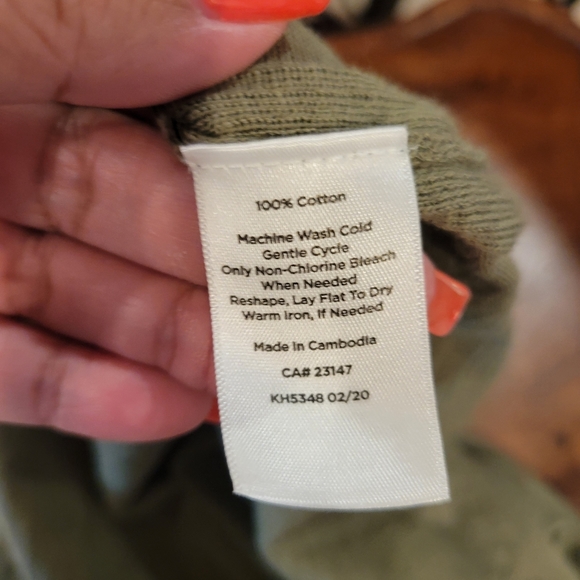 100% Cotton
Machine Wash Cold
Gentle Cycle
Only Non-Chlorine Bleach
When Needed
Reshape, Lay Flat To Dry
Warm Iron, If Needed
Made In Cambodia
CA# 23147
KH5348 02/20